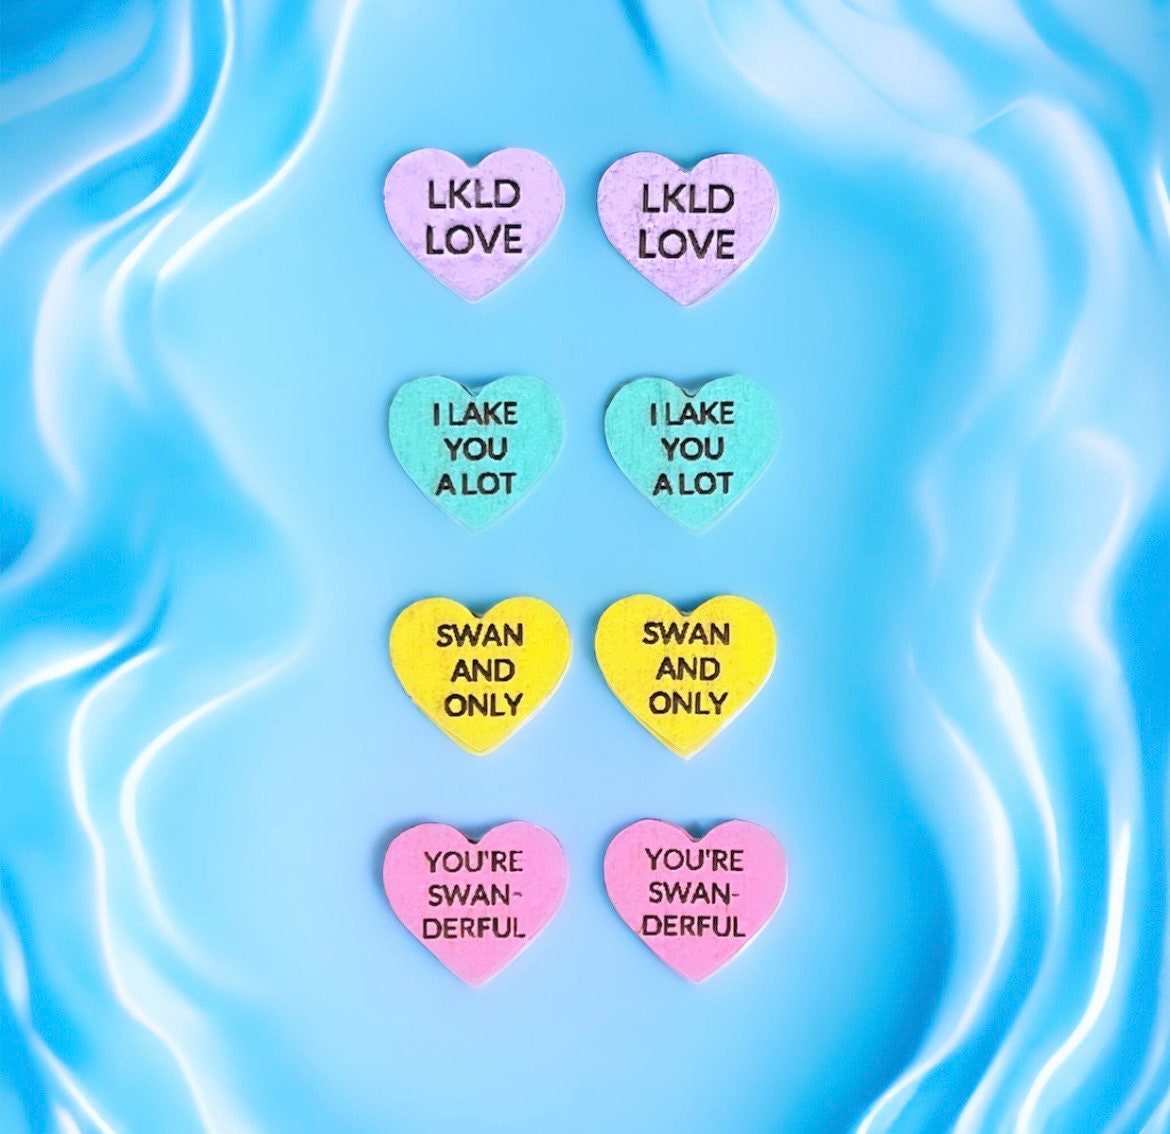 LKLD LKLD
LOVE LOVE
I LAKE I LAKE
YOU YOU
A LOT A LOT
SWAN SWAN
AND AND
ONLY ONLY
YOU'RE YOU'RE
SWAN- SWAN-
DERFUL DERFUL